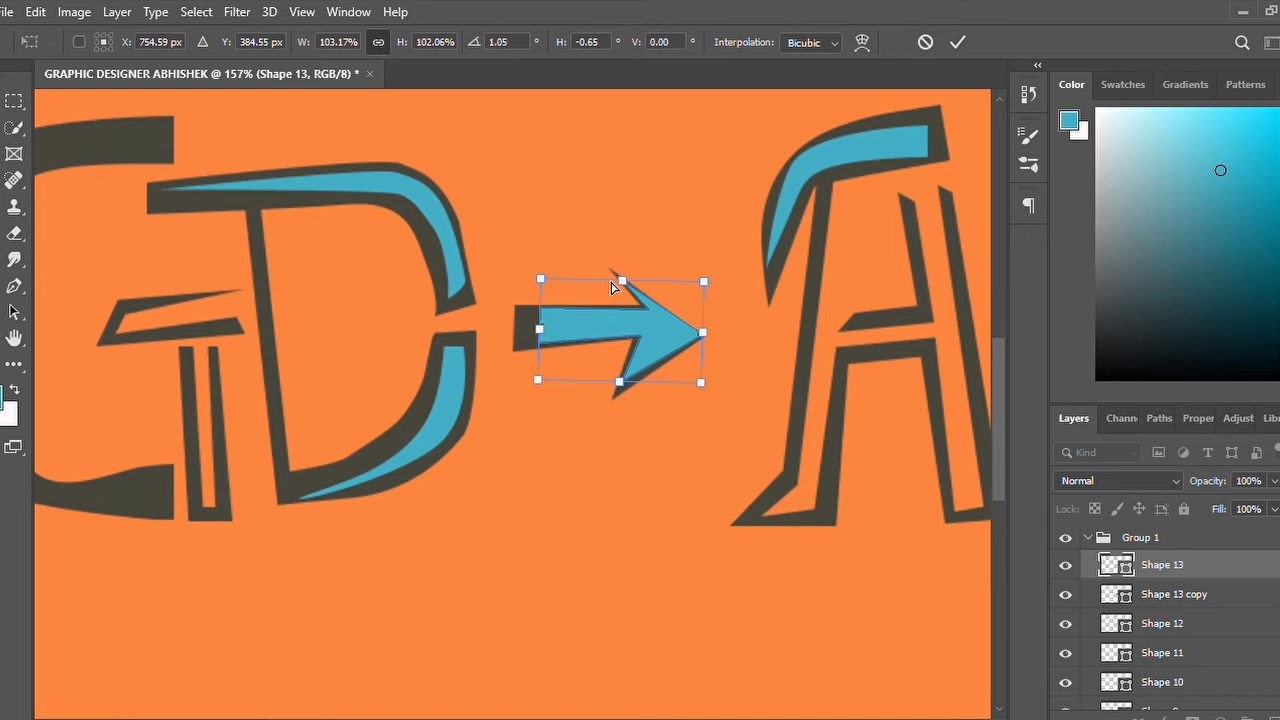 File Edit Image Layer Type Select Filter 3D View Window Help
X: 754.59 px Y: 384.55 px W: 103.17% H: 102.06% 1.05 ° H: -0.65 ° V: 0.00 ° Interpolation: Bicubic
GRAPHIC DESIGNER ABHISHEK @ 157% (Shape 13, RGB/8) * ×
Color Swatches Gradients Patterns
Layers Chann Paths Proper Adjust Lib
Kind
Normal Opacity: 100%
Lock: Fill: 100%
Group 1
Shape 13
Shape 13 copy
Shape 12
Shape 11
Shape 10